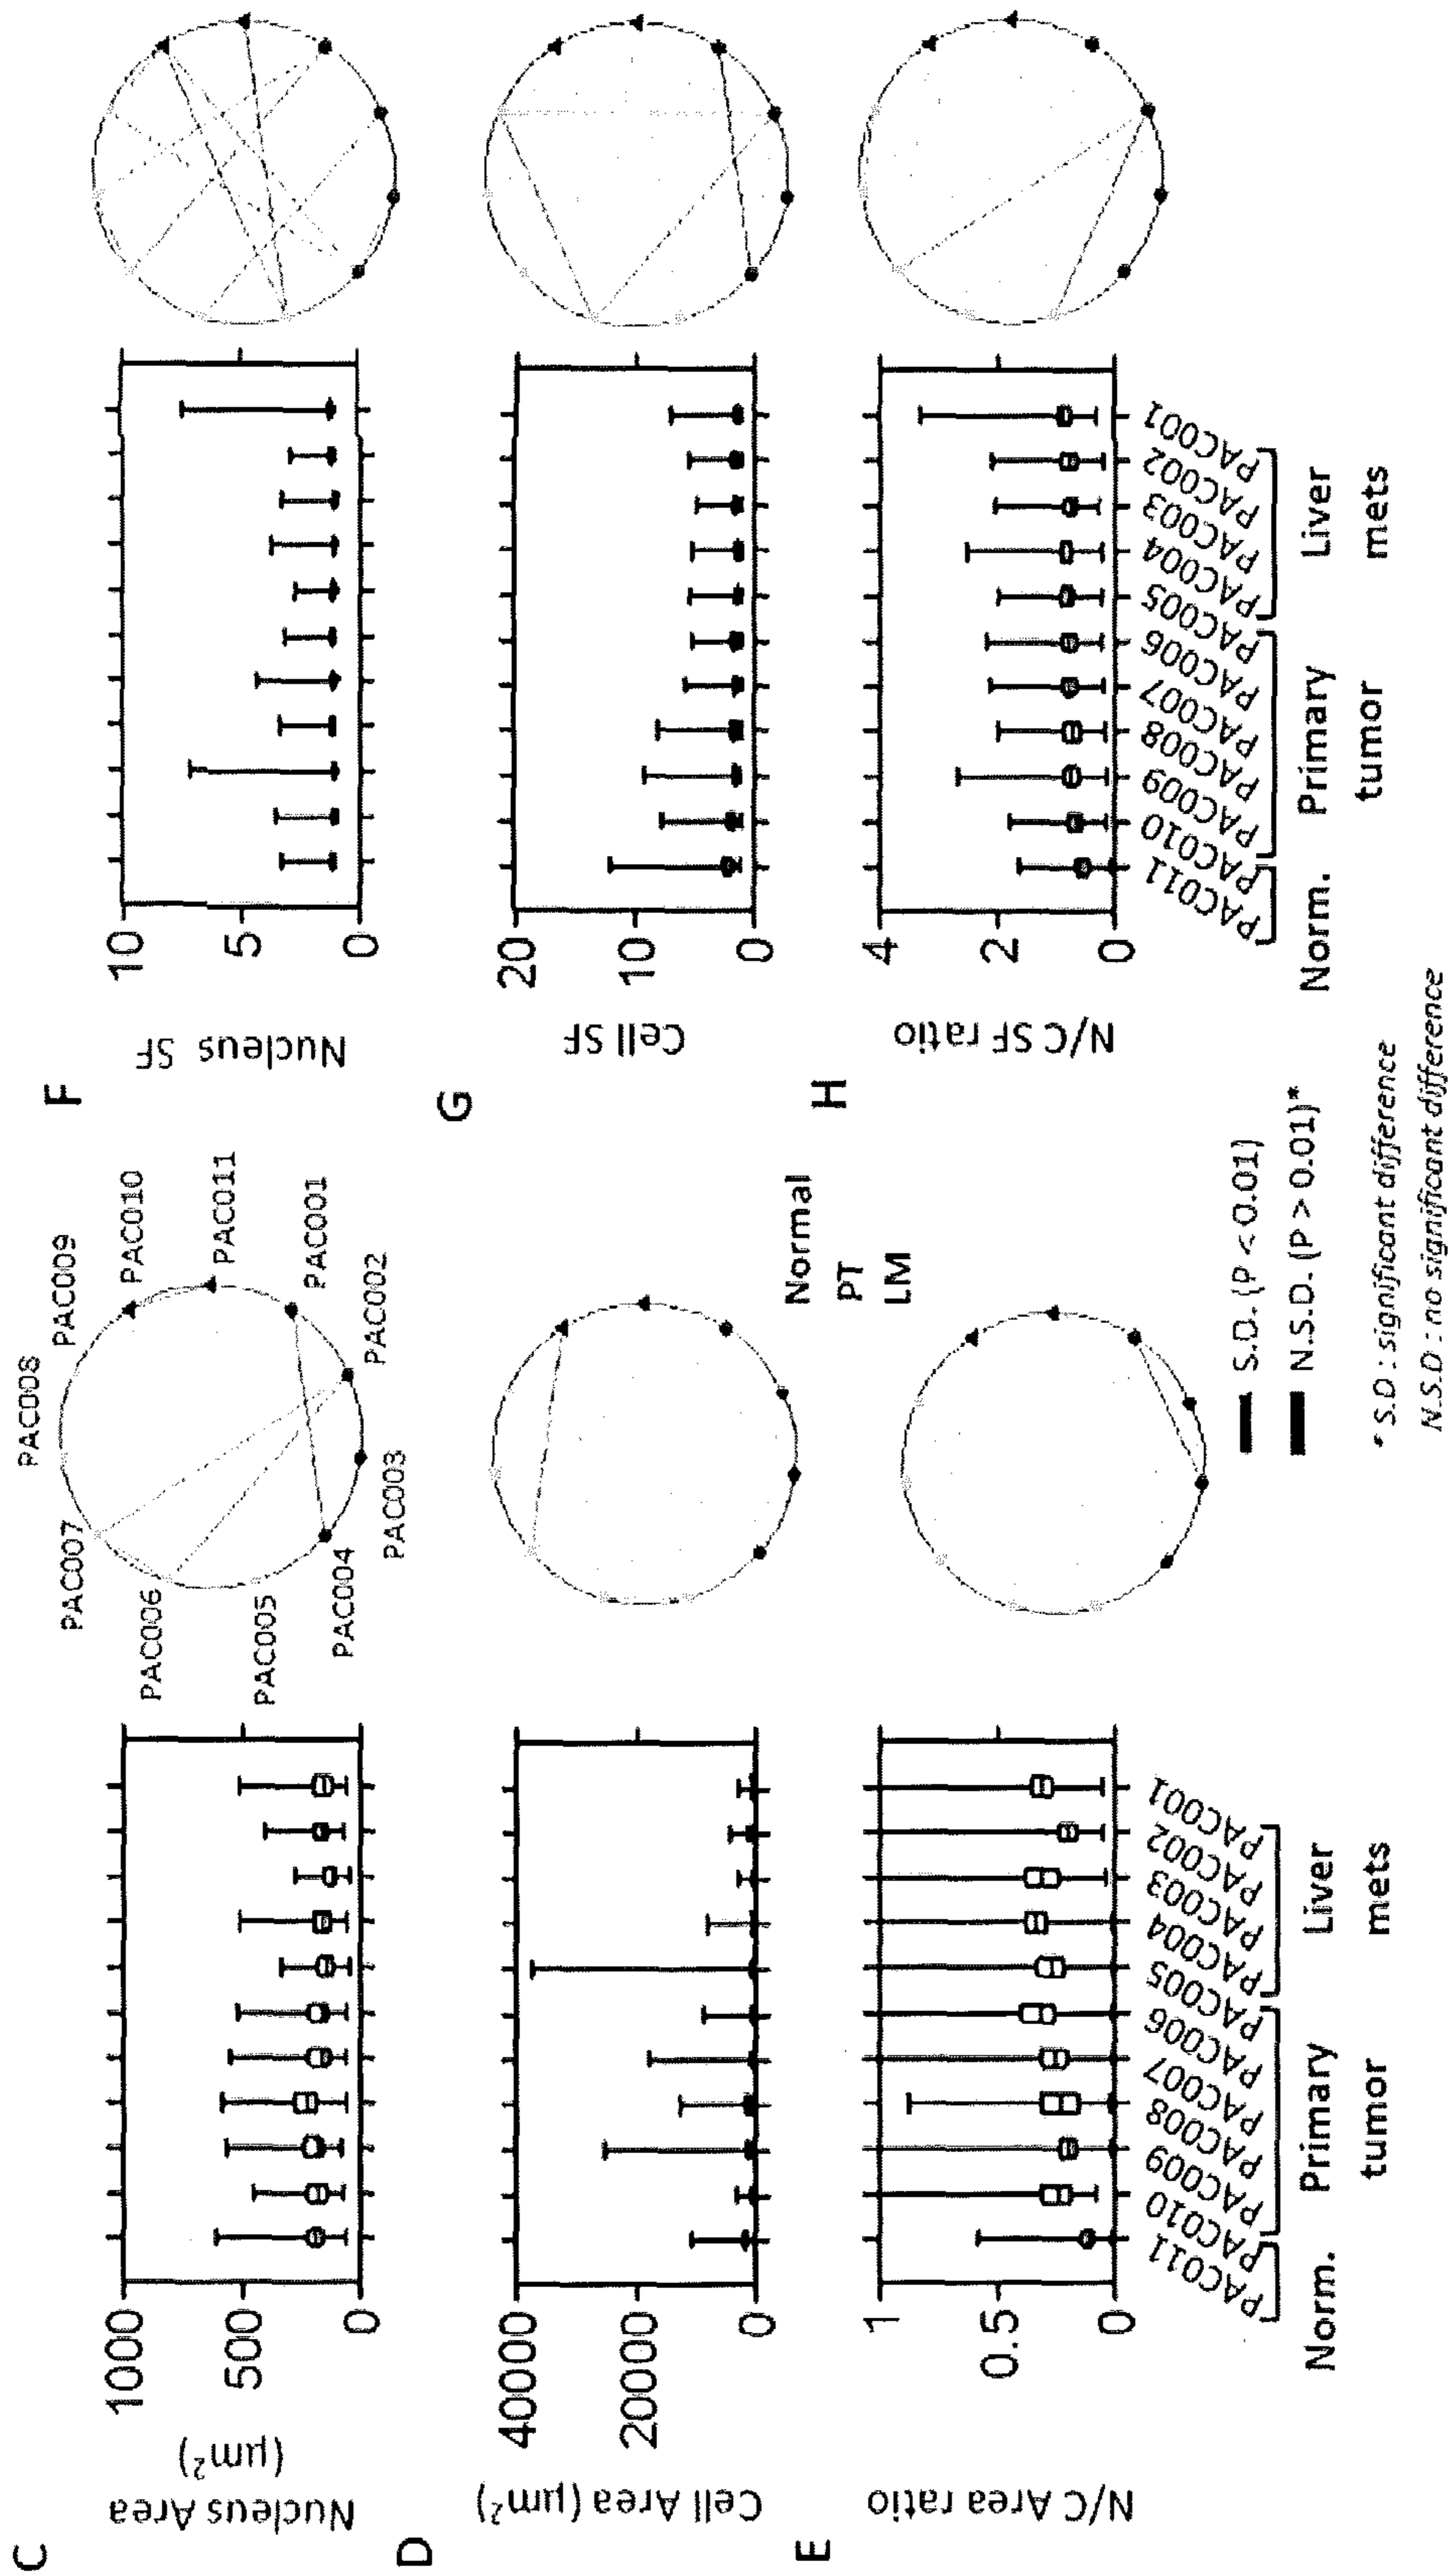 C
Nucleus Area
(μm²)
1000
500
0
PAC009
PAC008
PAC010
PAC007
PAC011
PAC006
PAC001
PAC005
PAC002
PAC004
PAC003
D
Cell Area (μm²)
40000
20000
0
Normal
PT
LM
E
N/C Area ratio
1
0.5
0
PAC011
PAC010
PAC009
PAC008
PAC007
PAC006
PAC005
PAC004
PAC003
PAC002
PAC001
Norm.
Primary
tumor
Liver
mets
S.D. (P < 0.01)
N.S.D. (P > 0.01)*
* S.D : significant difference
N.S.D : no significant difference
F
Nucleus SF
10
5
0
G
Cell SF
20
10
0
H
N/C SF ratio
4
2
0
PAC011
PAC010
PAC009
PAC008
PAC007
PAC006
PAC005
PAC004
PAC003
PAC002
PAC001
Norm.
Primary
tumor
Liver
mets